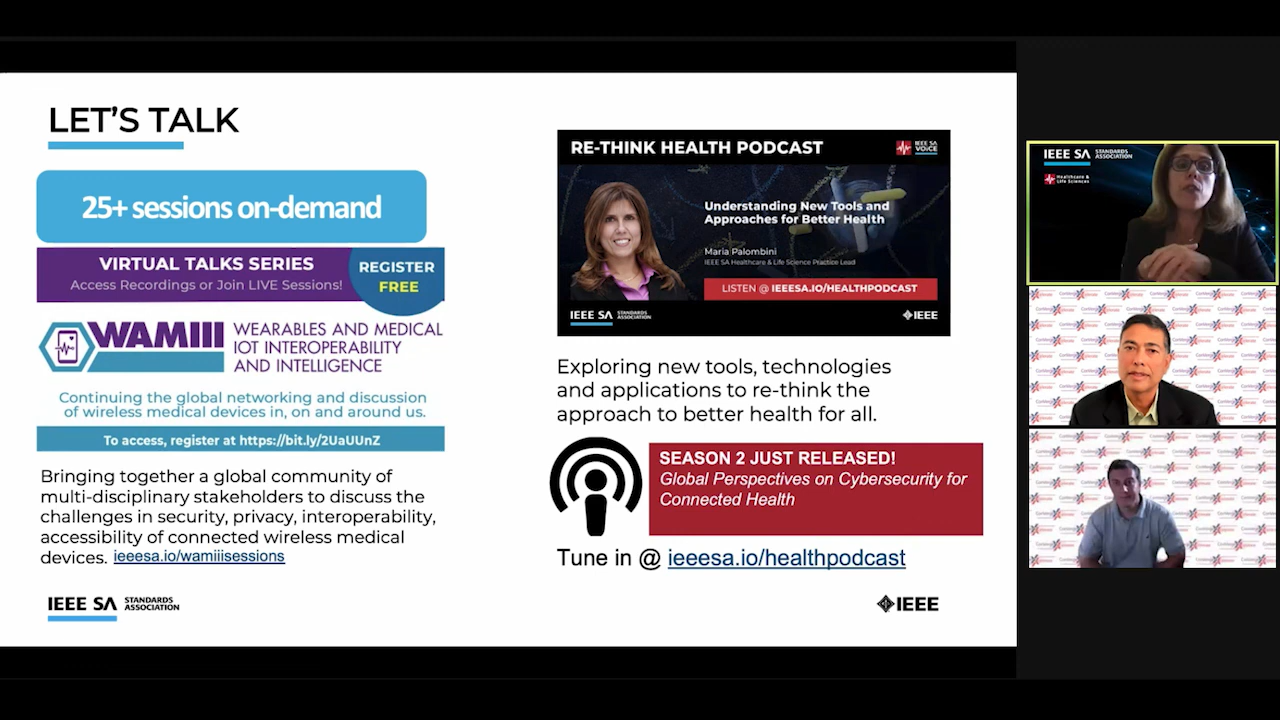 LET'S TALK
25+ sessions on-demand
VIRTUAL TALKS SERIES
Access Recordings or Join LIVE Sessions!
REGISTER
FREE
WAMIII
WEARABLES AND MEDICAL
IOT INTEROPERABILITY
AND INTELLIGENCE
Continuing the global networking and discussion
of wireless medical devices in, on and around us.
To access, register at https://bit.ly/2UaUUnZ
Bringing together a global community of
multi-disciplinary stakeholders to discuss the
challenges in security, privacy, interoperability,
accessibility of connected wireless medical
devices. ieeesa.io/wamiiisessions
IEEE SA STANDARDS
ASSOCIATION
RE-THINK HEALTH PODCAST
IEEE SA
VOICE
Understanding New Tools and
Approaches for Better Health
Maria Palombini
IEEE SA Healthcare & Life Science Practice Lead
LISTEN @ IEEESA.IO/HEALTHPODCAST
IEEE SA STANDARDS
ASSOCIATION
IEEE
Exploring new tools, technologies
and applications to re-think the
approach to better health for all.
SEASON 2 JUST RELEASED!
Global Perspectives on Cybersecurity for
Connected Health
Tune in @ ieeesa.io/healthpodcast
IEEE
IEEE SA STANDARDS
ASSOCIATION
Healthcare &
Life Sciences